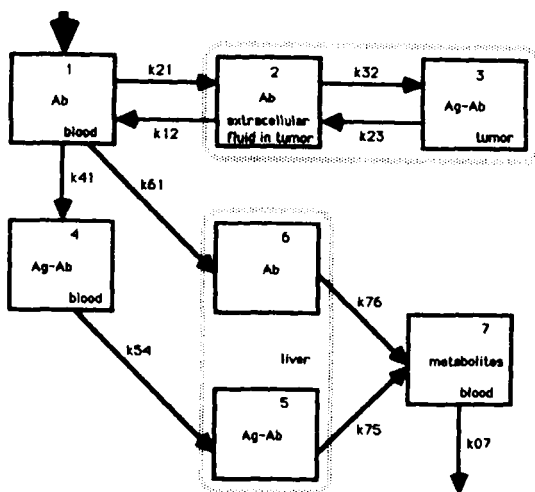 1
Ab
blood
k21
k12
2
Ab
extracellular
fluid in tumor
k32
k23
3
Ag-Ab
tumor
k41
k61
4
Ag-Ab
blood
k54
6
Ab
liver
5
Ag-Ab
k76
k75
7
metabolites
blood
k07